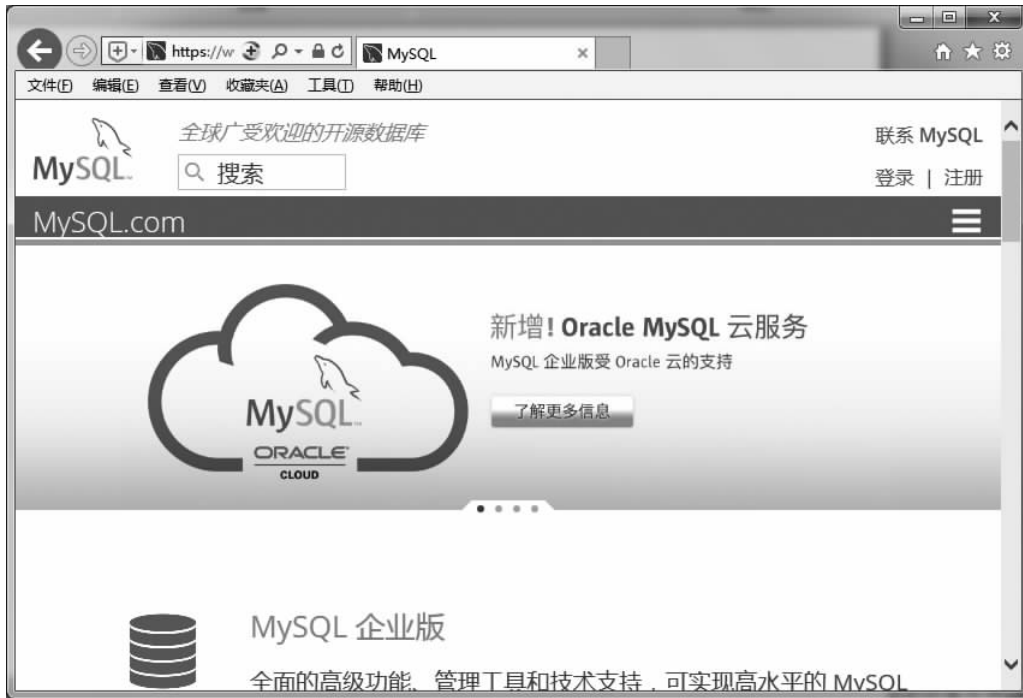 https://w
MySQL
文件(F) 编辑(E) 查看(V) 收藏夹(A) 工具(T) 帮助(H)
MySQL™
全球广受欢迎的开源数据库
搜索
联系 MySQL
登录 | 注册
MySQL.com
MySQL™
ORACLE®
CLOUD
新增! Oracle MySQL 云服务
MySQL 企业版受 Oracle 云的支持
了解更多信息
MySQL 企业版
全面的高级功能、管理工具和技术支持，可实现高水平的 MySQL